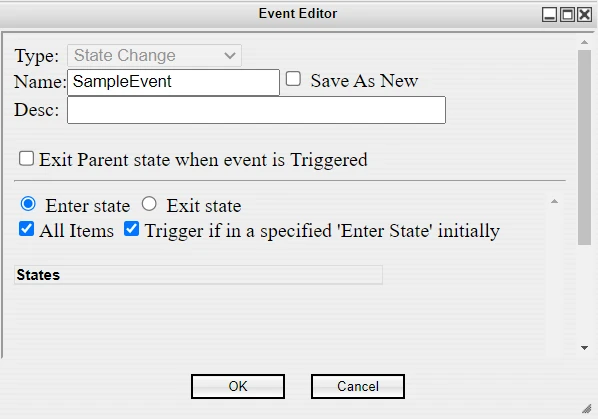 Event Editor
Type: State Change
Name: SampleEvent Save As New
Desc:
Exit Parent state when event is Triggered
Enter state Exit state
All Items Trigger if in a specified 'Enter State' initially
States
OK Cancel